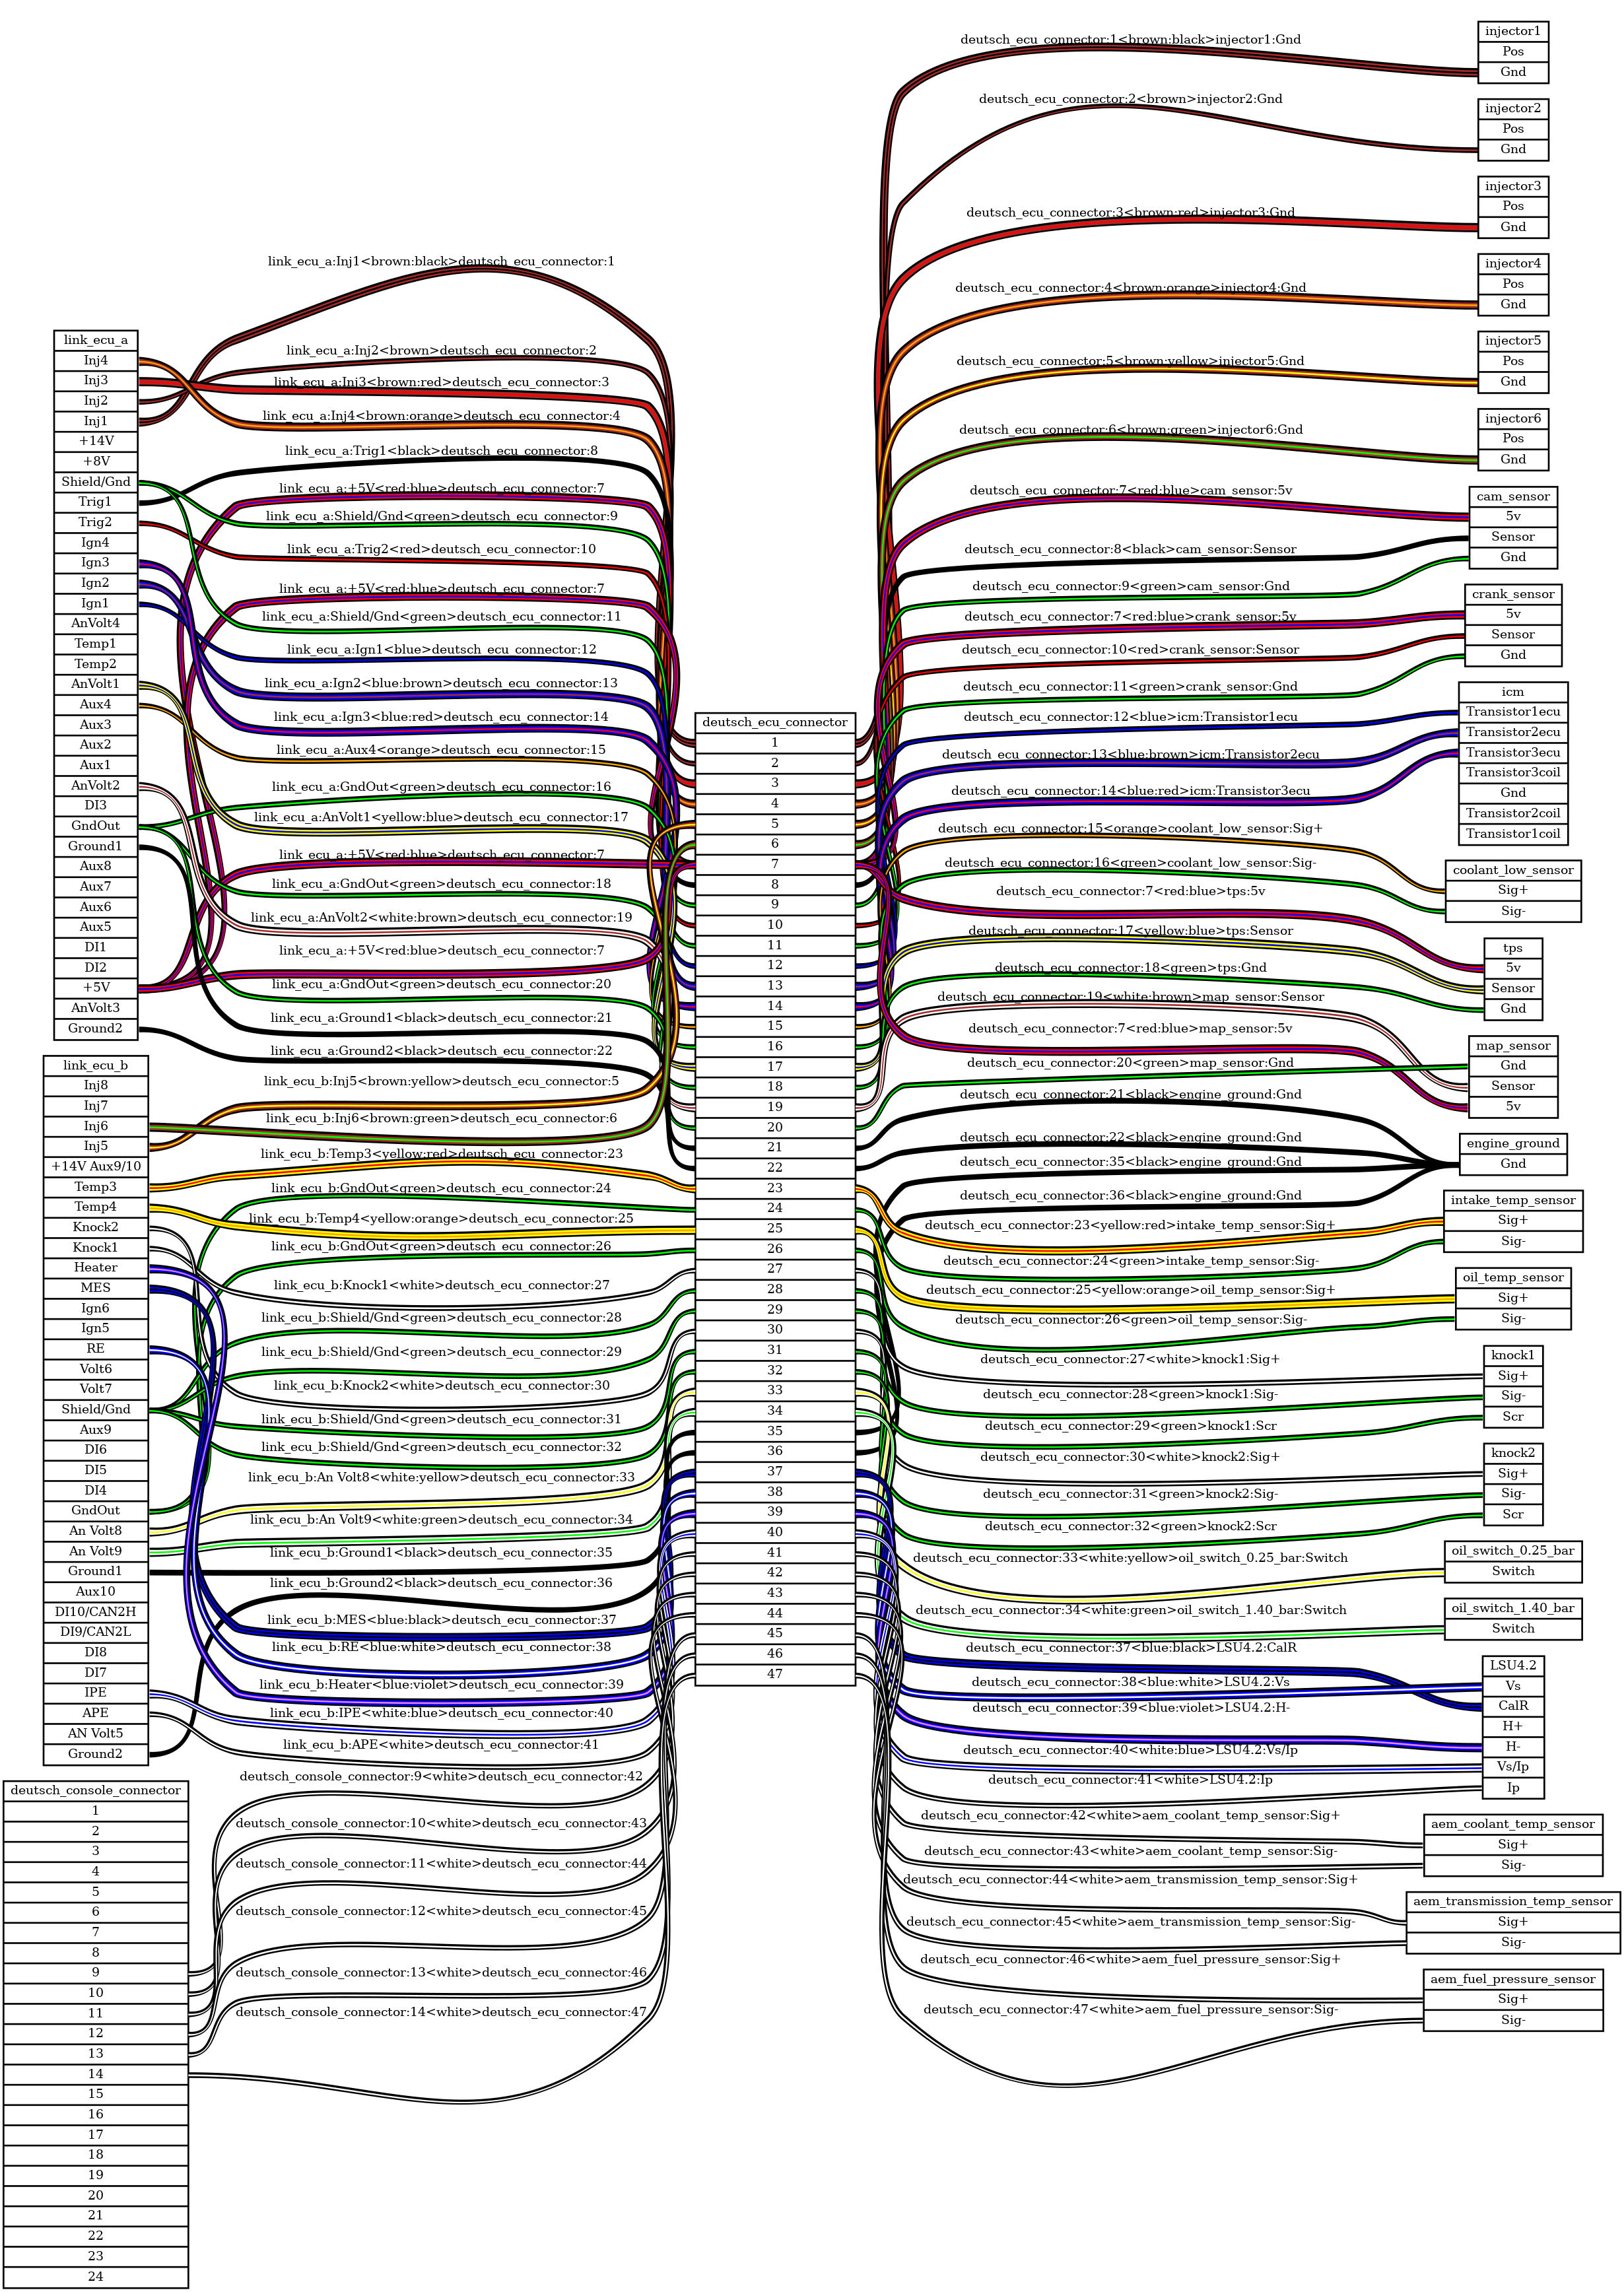 link_ecu_a
Inj4
Inj3
Inj2
Inj1
+14V
+8V
Shield/Gnd
Trig1
Trig2
Ign4
Ign3
Ign2
Ign1
AnVolt4
Temp1
Temp2
AnVolt1
Aux4
Aux3
Aux2
Aux1
AnVolt2
DI3
GndOut
Ground1
Aux8
Aux7
Aux6
Aux5
DI1
DI2
+5V
AnVolt3
Ground2
link_ecu_b
Inj8
Inj7
Inj6
Inj5
+14V Aux9/10
Temp3
Temp4
Knock2
Knock1
Heater
MES
Ign6
Ign5
RE
Volt6
Volt7
Shield/Gnd
Aux9
DI6
DI5
DI4
GndOut
An Volt8
An Volt9
Ground1
Aux10
DI10/CAN2H
DI9/CAN2L
DI8
DI7
IPE
APE
AN Volt5
Ground2
deutsch_console_connector
1
2
3
4
5
6
7
8
9
10
11
12
13
14
15
16
17
18
19
20
21
22
23
24
link_ecu_a:Inj1<brown:black>deutsch_ecu_connector:1
link_ecu_a:Inj2<brown>deutsch_ecu_connector:2
link_ecu_a:Inj3<brown:red>deutsch_ecu_connector:3
link_ecu_a:Inj4<brown:orange>deutsch_ecu_connector:4
link_ecu_a:Trig1<black>deutsch_ecu_connector:8
link_ecu_a:+5V<red:blue>deutsch_ecu_connector:7
link_ecu_a:Shield/Gnd<green>deutsch_ecu_connector:9
link_ecu_a:Trig2<red>deutsch_ecu_connector:10
link_ecu_a:+5V<red:blue>deutsch_ecu_connector:7
link_ecu_a:Shield/Gnd<green>deutsch_ecu_connector:11
link_ecu_a:Ign1<blue>deutsch_ecu_connector:12
link_ecu_a:Ign2<blue:brown>deutsch_ecu_connector:13
link_ecu_a:Ign3<blue:red>deutsch_ecu_connector:14
link_ecu_a:Aux4<orange>deutsch_ecu_connector:15
link_ecu_a:GndOut<green>deutsch_ecu_connector:16
link_ecu_a:AnVolt1<yellow:blue>deutsch_ecu_connector:17
link_ecu_a:+5V<red:blue>deutsch_ecu_connector:7
link_ecu_a:GndOut<green>deutsch_ecu_connector:18
link_ecu_a:AnVolt2<white:brown>deutsch_ecu_connector:19
link_ecu_a:+5V<red:blue>deutsch_ecu_connector:7
link_ecu_a:GndOut<green>deutsch_ecu_connector:20
link_ecu_a:Ground1<black>deutsch_ecu_connector:21
link_ecu_a:Ground2<black>deutsch_ecu_connector:22
link_ecu_b:Inj5<brown:yellow>deutsch_ecu_connector:5
link_ecu_b:Inj6<brown:green>deutsch_ecu_connector:6
link_ecu_b:Temp3<yellow:red>deutsch_ecu_connector:23
link_ecu_b:GndOut<green>deutsch_ecu_connector:24
link_ecu_b:Temp4<yellow:orange>deutsch_ecu_connector:25
link_ecu_b:GndOut<green>deutsch_ecu_connector:26
link_ecu_b:Knock1<white>deutsch_ecu_connector:27
link_ecu_b:Shield/Gnd<green>deutsch_ecu_connector:28
link_ecu_b:Shield/Gnd<green>deutsch_ecu_connector:29
link_ecu_b:Knock2<white>deutsch_ecu_connector:30
link_ecu_b:Shield/Gnd<green>deutsch_ecu_connector:31
link_ecu_b:Shield/Gnd<green>deutsch_ecu_connector:32
link_ecu_b:An Volt8<white:yellow>deutsch_ecu_connector:33
link_ecu_b:An Volt9<white:green>deutsch_ecu_connector:34
link_ecu_b:Ground1<black>deutsch_ecu_connector:35
link_ecu_b:Ground2<black>deutsch_ecu_connector:36
link_ecu_b:MES<blue:black>deutsch_ecu_connector:37
link_ecu_b:RE<blue:white>deutsch_ecu_connector:38
link_ecu_b:Heater<blue:violet>deutsch_ecu_connector:39
link_ecu_b:IPE<white:blue>deutsch_ecu_connector:40
link_ecu_b:APE<white>deutsch_ecu_connector:41
deutsch_console_connector:9<white>deutsch_ecu_connector:42
deutsch_console_connector:10<white>deutsch_ecu_connector:43
deutsch_console_connector:11<white>deutsch_ecu_connector:44
deutsch_console_connector:12<white>deutsch_ecu_connector:45
deutsch_console_connector:13<white>deutsch_ecu_connector:46
deutsch_console_connector:14<white>deutsch_ecu_connector:47
deutsch_ecu_connector
1
2
3
4
5
6
7
8
9
10
11
12
13
14
15
16
17
18
19
20
21
22
23
24
25
26
27
28
29
30
31
32
33
34
35
36
37
38
39
40
41
42
43
44
45
46
47
deutsch_ecu_connector:1<brown:black>injector1:Gnd
deutsch_ecu_connector:2<brown>injector2:Gnd
deutsch_ecu_connector:3<brown:red>injector3:Gnd
deutsch_ecu_connector:4<brown:orange>injector4:Gnd
deutsch_ecu_connector:5<brown:yellow>injector5:Gnd
deutsch_ecu_connector:6<brown:green>injector6:Gnd
deutsch_ecu_connector:7<red:blue>cam_sensor:5v
deutsch_ecu_connector:8<black>cam_sensor:Sensor
deutsch_ecu_connector:9<green>cam_sensor:Gnd
deutsch_ecu_connector:7<red:blue>crank_sensor:5v
deutsch_ecu_connector:10<red>crank_sensor:Sensor
deutsch_ecu_connector:11<green>crank_sensor:Gnd
deutsch_ecu_connector:12<blue>icm:Transistor1ecu
deutsch_ecu_connector:13<blue:brown>icm:Transistor2ecu
deutsch_ecu_connector:14<blue:red>icm:Transistor3ecu
deutsch_ecu_connector:15<orange>coolant_low_sensor:Sig+
deutsch_ecu_connector:16<green>coolant_low_sensor:Sig-
deutsch_ecu_connector:7<red:blue>tps:5v
deutsch_ecu_connector:17<yellow:blue>tps:Sensor
deutsch_ecu_connector:18<green>tps:Gnd
deutsch_ecu_connector:19<white:brown>map_sensor:Sensor
deutsch_ecu_connector:7<red:blue>map_sensor:5v
deutsch_ecu_connector:20<green>map_sensor:Gnd
deutsch_ecu_connector:21<black>engine_ground:Gnd
deutsch_ecu_connector:22<black>engine_ground:Gnd
deutsch_ecu_connector:35<black>engine_ground:Gnd
deutsch_ecu_connector:36<black>engine_ground:Gnd
deutsch_ecu_connector:23<yellow:red>intake_temp_sensor:Sig+
deutsch_ecu_connector:24<green>intake_temp_sensor:Sig-
deutsch_ecu_connector:25<yellow:orange>oil_temp_sensor:Sig+
deutsch_ecu_connector:26<green>oil_temp_sensor:Sig-
deutsch_ecu_connector:27<white>knock1:Sig+
deutsch_ecu_connector:28<green>knock1:Sig-
deutsch_ecu_connector:29<green>knock1:Scr
deutsch_ecu_connector:30<white>knock2:Sig+
deutsch_ecu_connector:31<green>knock2:Sig-
deutsch_ecu_connector:32<green>knock2:Scr
deutsch_ecu_connector:33<white:yellow>oil_switch_0.25_bar:Switch
deutsch_ecu_connector:34<white:green>oil_switch_1.40_bar:Switch
deutsch_ecu_connector:37<blue:black>LSU4.2:CalR
deutsch_ecu_connector:38<blue:white>LSU4.2:Vs
deutsch_ecu_connector:39<blue:violet>LSU4.2:H-
deutsch_ecu_connector:40<white:blue>LSU4.2:Vs/Ip
deutsch_ecu_connector:41<white>LSU4.2:Ip
deutsch_ecu_connector:42<white>aem_coolant_temp_sensor:Sig+
deutsch_ecu_connector:43<white>aem_coolant_temp_sensor:Sig-
deutsch_ecu_connector:44<white>aem_transmission_temp_sensor:Sig+
deutsch_ecu_connector:45<white>aem_transmission_temp_sensor:Sig-
deutsch_ecu_connector:46<white>aem_fuel_pressure_sensor:Sig+
deutsch_ecu_connector:47<white>aem_fuel_pressure_sensor:Sig-
injector1
Pos
Gnd
injector2
Pos
Gnd
injector3
Pos
Gnd
injector4
Pos
Gnd
injector5
Pos
Gnd
injector6
Pos
Gnd
cam_sensor
5v
Sensor
Gnd
crank_sensor
5v
Sensor
Gnd
icm
Transistor1ecu
Transistor2ecu
Transistor3ecu
Transistor3coil
Gnd
Transistor2coil
Transistor1coil
coolant_low_sensor
Sig+
Sig-
tps
5v
Sensor
Gnd
map_sensor
Gnd
Sensor
5v
engine_ground
Gnd
intake_temp_sensor
Sig+
Sig-
oil_temp_sensor
Sig+
Sig-
knock1
Sig+
Sig-
Scr
knock2
Sig+
Sig-
Scr
oil_switch_0.25_bar
Switch
oil_switch_1.40_bar
Switch
LSU4.2
Vs
CalR
H+
H-
Vs/Ip
Ip
aem_coolant_temp_sensor
Sig+
Sig-
aem_transmission_temp_sensor
Sig+
Sig-
aem_fuel_pressure_sensor
Sig+
Sig-